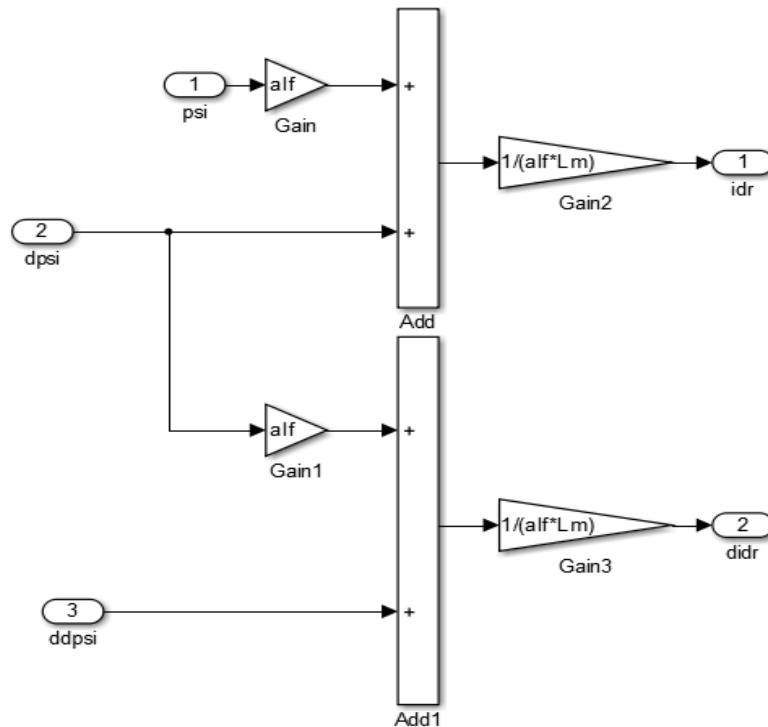 1
alf
+
psi
Gain
1/(alf*Lm)
1
Gain2
idr
2
+
dpsi
Add
alf
+
Gain1
1/(alf*Lm)
2
Gain3
didr
3
+
ddpsi
Add1